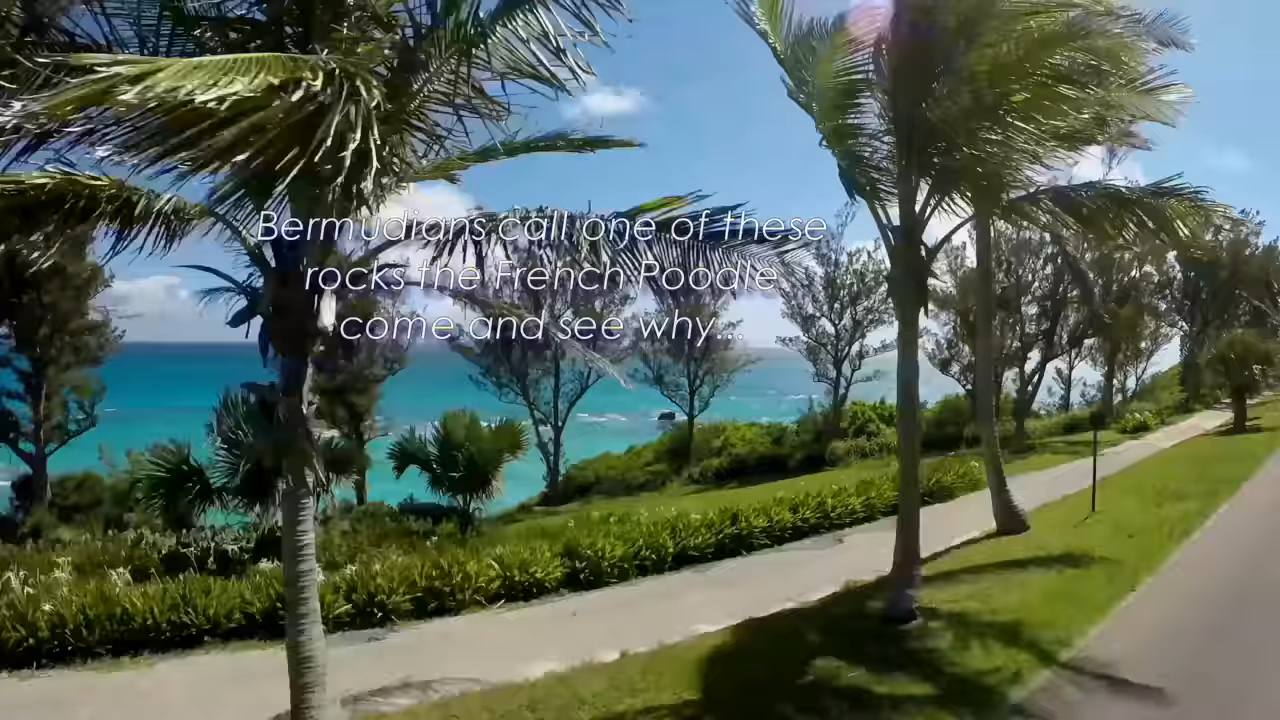 Bermudians call one of these
rocks the French Poodle
come and see why...